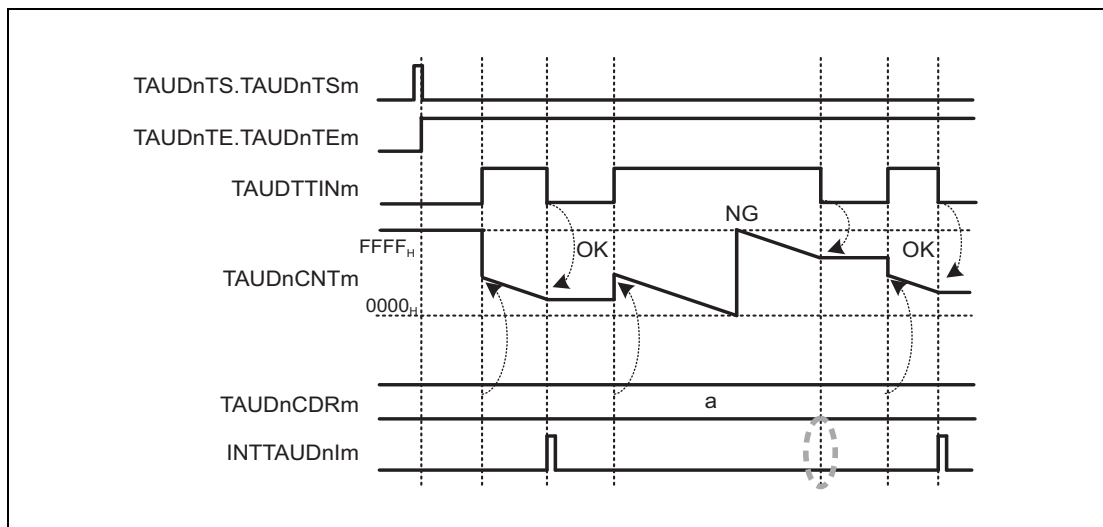 TAUDnTS.TAUDnTSm
TAUDnTE.TAUDnTEm
TAUDTTINm
NG
FFFFH
OK
OK
TAUDnCNTm
0000H
TAUDnCDRm
a
INTTAUDnIm